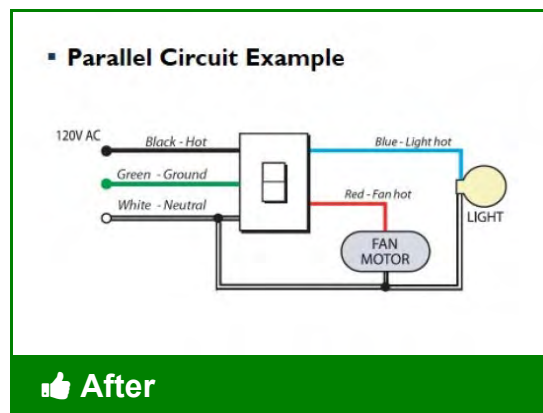 ▪ Parallel Circuit Example
120V AC
Black - Hot
Blue - Light hot
Green - Ground
White - Neutral
Red - Fan hot
LIGHT
FAN
MOTOR
After